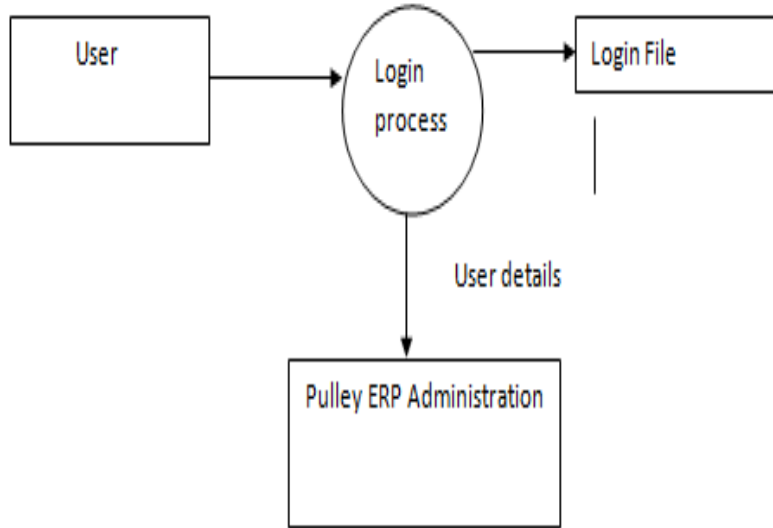 User
Login
process
Login File
User details
Pulley ERP Administration